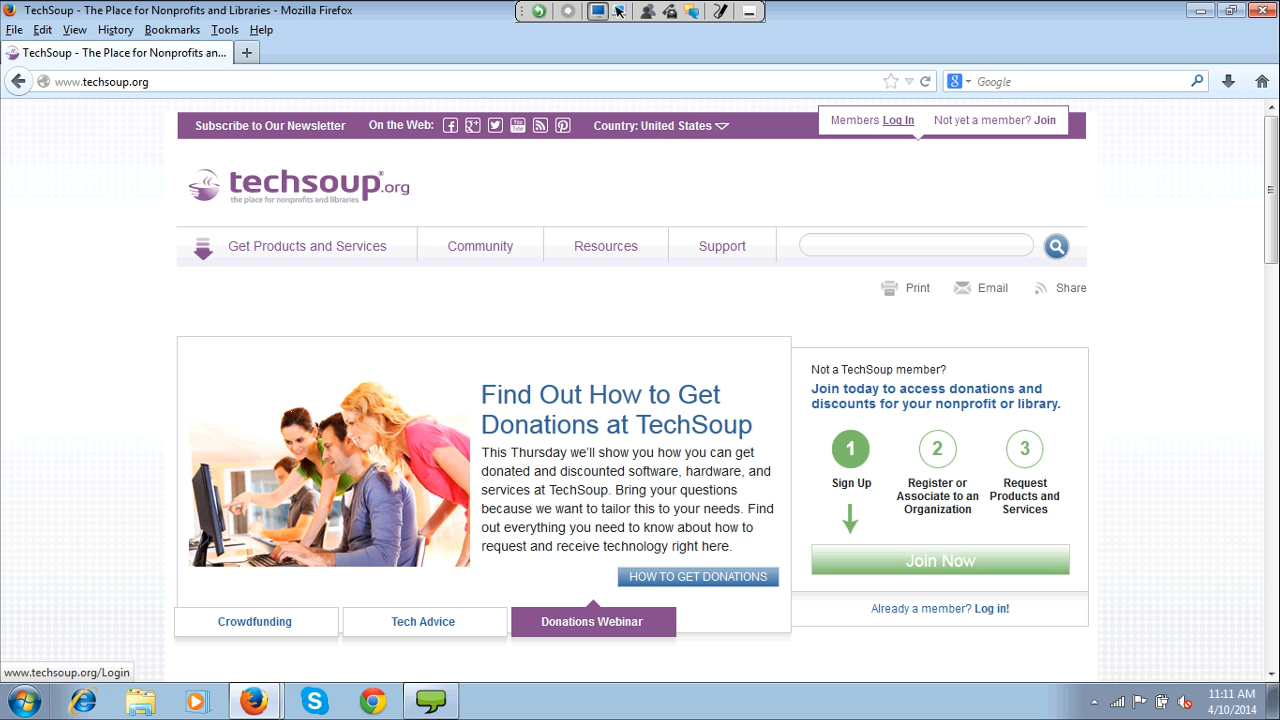 TechSoup - The Place for Nonprofits and Libraries - Mozilla Firefox
File Edit View History Bookmarks Tools Help
TechSoup - The Place for Nonprofits an...
www.techsoup.org
Google
Subscribe to Our Newsletter On the Web: Country: United States
Members Log In Not yet a member? Join
techsoup.org
the place for nonprofits and libraries
Get Products and Services Community Resources Support
Print Email Share
Find Out How to Get
Donations at TechSoup
This Thursday we'll show you how you can get
donated and discounted software, hardware, and
services at TechSoup. Bring your questions
because we want to tailor this to your needs. Find
out everything you need to know about how to
request and receive technology right here.
HOW TO GET DONATIONS
Crowdfunding Tech Advice Donations Webinar
Not a TechSoup member?
Join today to access donations and
discounts for your nonprofit or library.
1 2 3
Sign Up
Register or
Associate to an
Organization
Request
Products and
Services
Join Now
Already a member? Log in!
www.techsoup.org/Login
11:11 AM
4/10/2014